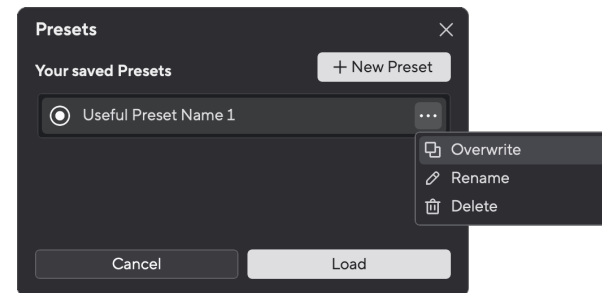 Presets
Your saved Presets
+ New Preset
Useful Preset Name 1
Overwrite
Rename
Delete
Cancel
Load